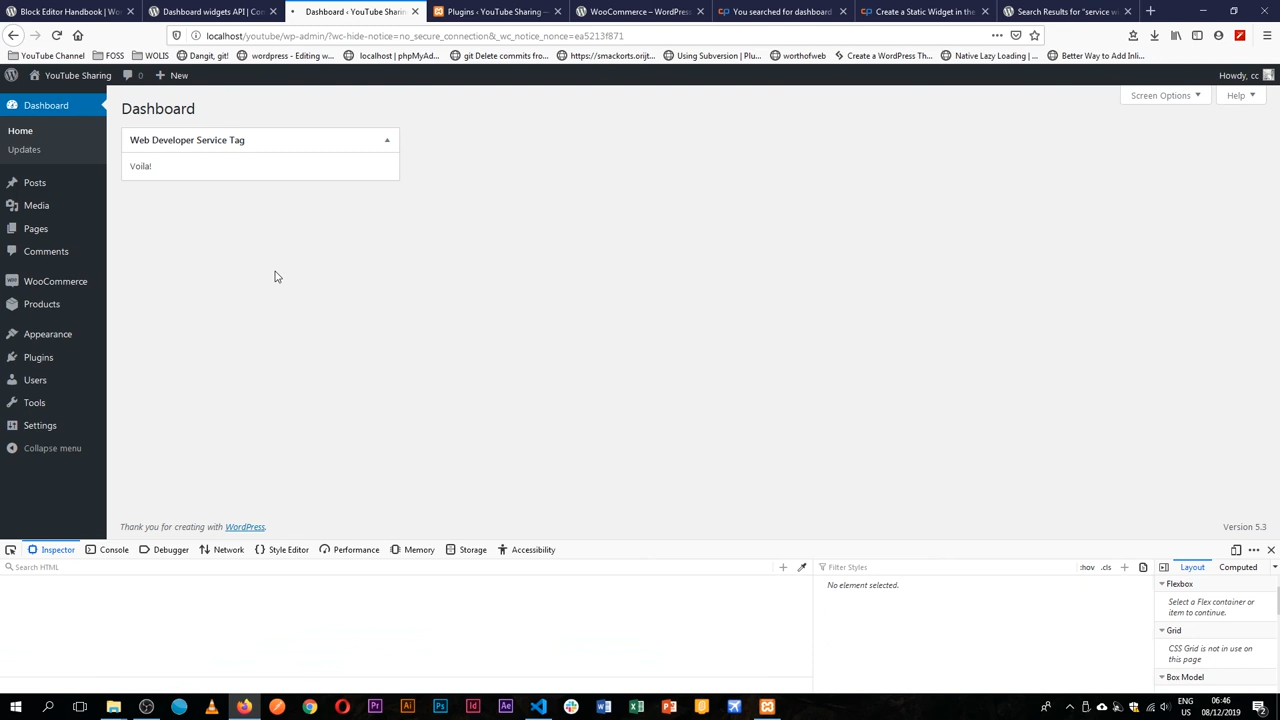 Block Editor Handbook | Wo
Dashboard widgets API | Con
Dashboard ‹ YouTube Sharin
Plugins ‹ YouTube Sharing —
WooCommerce – WordPress
You searched for dashboard
Create a Static Widget in the
Search Results for "service w
localhost/youtube/wp-admin/?wc-hide-notice=no_secure_connection&_wc_notice_nonce=ea5213f871
YouTube Channel
FOSS
WOLIS
Dangit, git!
wordpress - Editing w...
localhost | phpMyAd...
git Delete commits fro...
https://smackorts.orijt...
Using Subversion | Plu...
worthofweb
Create a WordPress Th...
Native Lazy Loading | ...
Better Way to Add Inli...
YouTube Sharing
0
New
Howdy, cc
Screen Options
Help
Dashboard
Home
Updates
Posts
Media
Pages
Comments
WooCommerce
Products
Appearance
Plugins
Users
Tools
Settings
Collapse menu
Dashboard
Web Developer Service Tag
Voila!
Thank you for creating with WordPress.
Version 5.3
Inspector
Console
Debugger
Network
Style Editor
Performance
Memory
Storage
Accessibility
Search HTML
Filter Styles
:hov
.cls
Layout
Computed
No element selected.
Flexbox
Select a Flex container or
item to continue.
Grid
CSS Grid is not in use on
this page
Box Model
ENG
US
06:46
08/12/2019
2